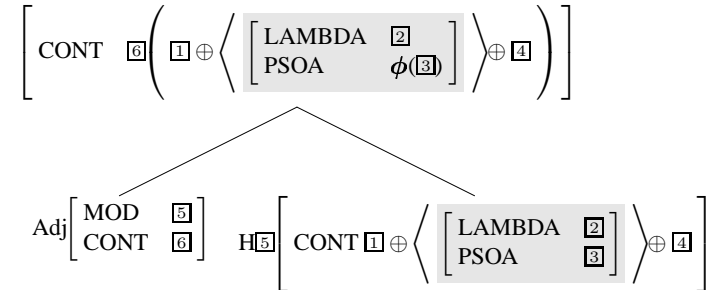 LAMBDA 2
CONT 6 ( 1 ⊕ ⟨ [ ] ⟩ ⊕ 4 )
PSOA ϕ(3)
MOD 5
Adj
CONT 6
LAMBDA 2
H 5 [ CONT 1 ⊕ ⟨ [ ] ⟩ ⊕ 4 ]
PSOA 3